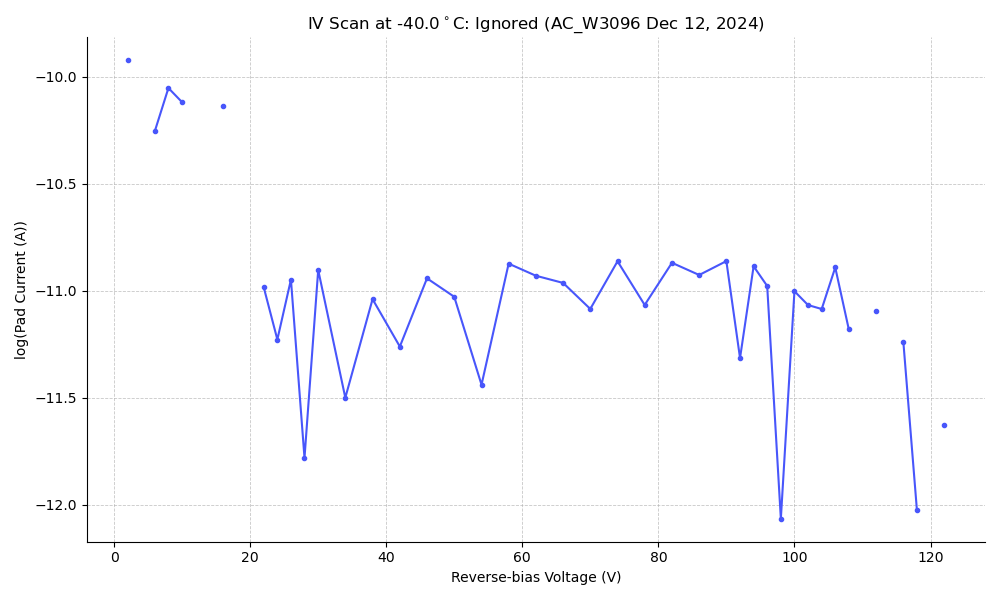 IV Scan at -40.0°C: Ignored (AC_W3096 Dec 12, 2024)
log(Pad Current (A))
−10.0
−10.5
−11.0
−11.5
−12.0
0 20 40 60 80 100 120
Reverse-bias Voltage (V)